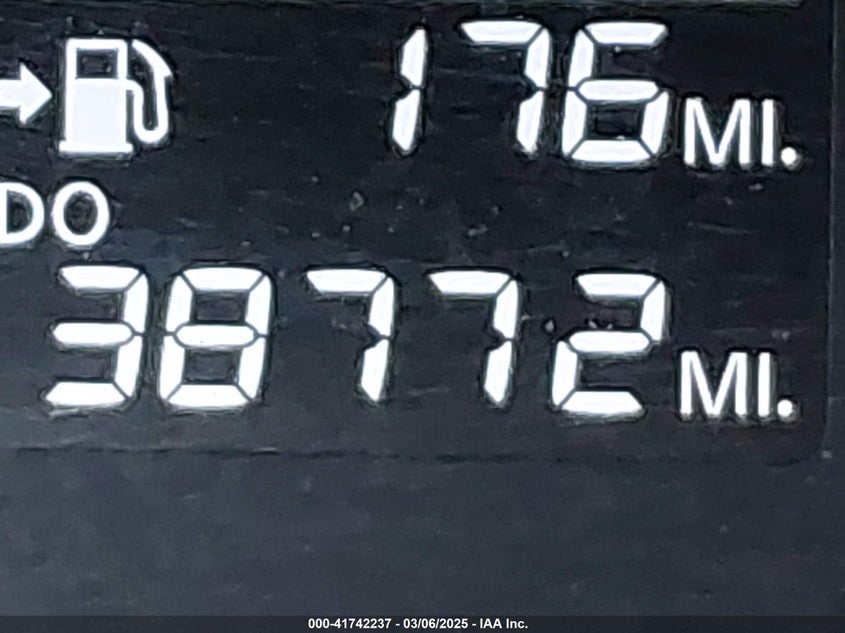 176 MI.
DO
38772 MI.
000-41742237 - 03/06/2025 - IAA Inc.